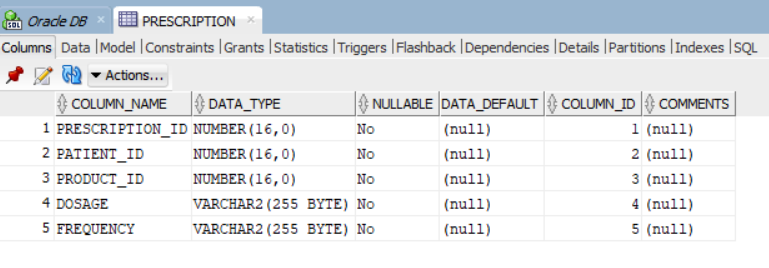 SQL Oracle DB × PRESCRIPTION ×
Columns Data |Model |Constraints |Grants |Statistics |Triggers |Flashback |Dependencies |Details |Partitions |Indexes |SQL
Actions...
COLUMN_NAME DATA_TYPE NULLABLE DATA_DEFAULT COLUMN_ID COMMENTS
1 PRESCRIPTION_ID NUMBER(16,0) No (null) 1 (null)
2 PATIENT_ID NUMBER(16,0) No (null) 2 (null)
3 PRODUCT_ID NUMBER(16,0) No (null) 3 (null)
4 DOSAGE VARCHAR2(255 BYTE) No (null) 4 (null)
5 FREQUENCY VARCHAR2(255 BYTE) No (null) 5 (null)